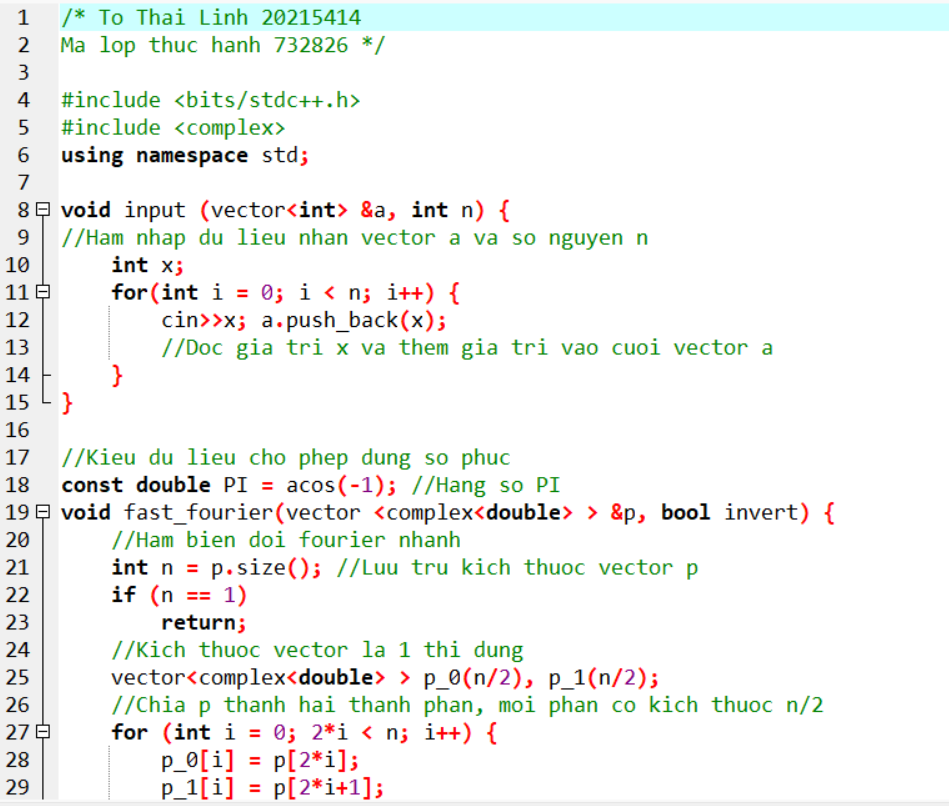 1 /* To Thai Linh 20215414
2 Ma lop thuc hanh 732826 */
3
4 #include <bits/stdc++.h>
5 #include <complex>
6 using namespace std;
7
8 void input (vector<int> &a, int n) {
9 //Ham nhap du lieu nhan vector a va so nguyen n
10     int x;
11     for(int i = 0; i < n; i++) {
12         cin>>x; a.push_back(x);
13         //Doc gia tri x va them gia tri vao cuoi vector a
14     }
15 }
16
17 //Kieu du lieu cho phep dung so phuc
18 const double PI = acos(-1); //Hang so PI
19 void fast_fourier(vector <complex<double> > &p, bool invert) {
20     //Ham bien doi fourier nhanh
21     int n = p.size(); //Luu tru kich thuoc vector p
22     if (n == 1)
23         return;
24     //Kich thuoc vector la 1 thi dung
25     vector<complex<double> > p_0(n/2), p_1(n/2);
26     //Chia p thanh hai thanh phan, moi phan co kich thuoc n/2
27     for (int i = 0; 2*i < n; i++) {
28         p_0[i] = p[2*i];
29         p_1[i] = p[2*i+1];